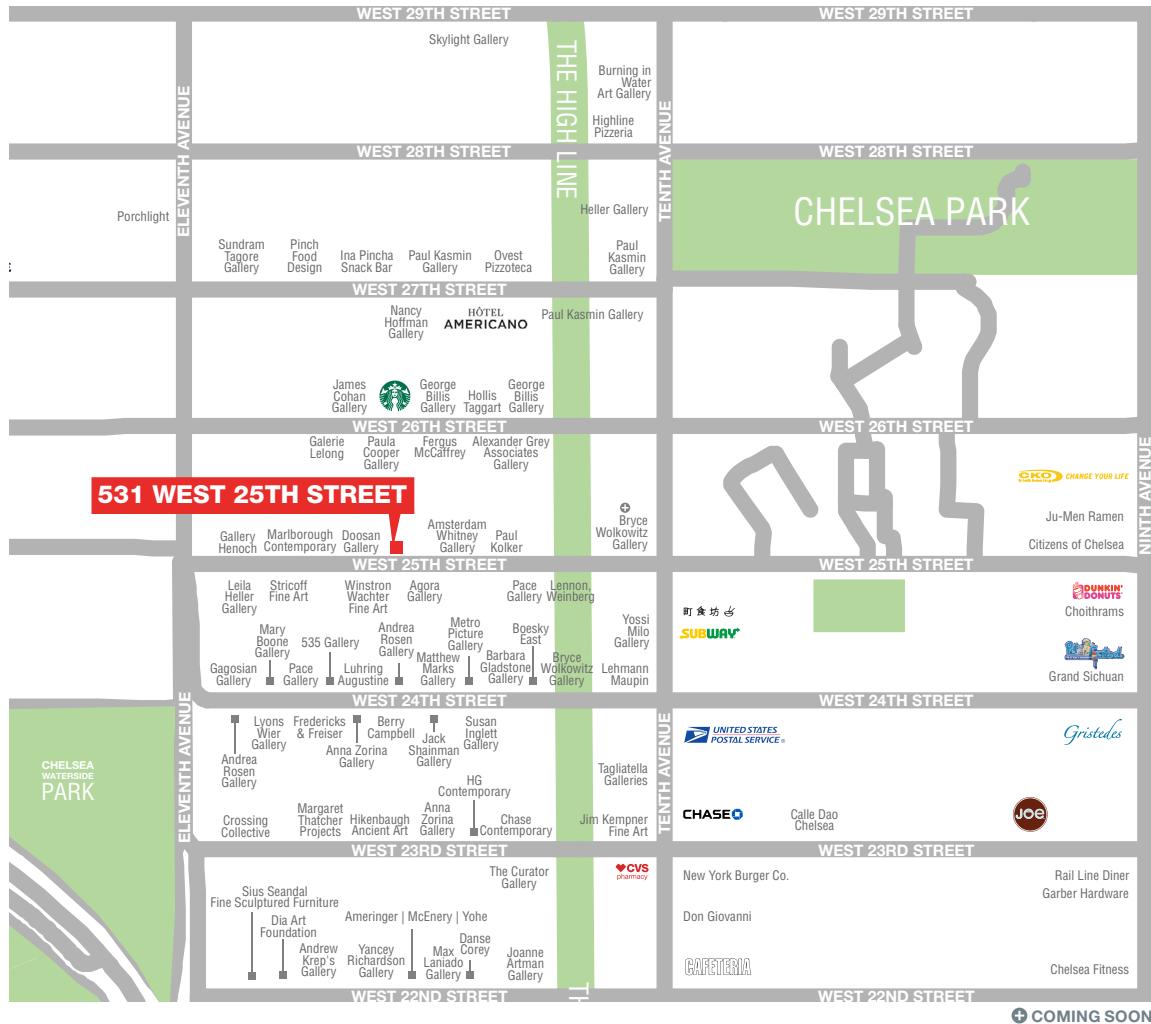 WEST 29TH STREET
WEST 29TH STREET
Skylight Gallery
THE HIGH LINE
Burning in
Water
Art Gallery
Highline
Pizzeria
ELEVENTH AVENUE
TENTH AVENUE
WEST 28TH STREET
WEST 28TH STREET
CHELSEA PARK
Porchlight
Heller Gallery
Sundram
Tagore
Gallery
Pinch
Food
Design
Ina Pincha
Snack Bar
Paul Kasmin
Gallery
Ovest
Pizzoteca
Paul
Kasmin
Gallery
WEST 27TH STREET
Nancy
Hoffman
Gallery
HÔTEL
AMERICANO
Paul Kasmin Gallery
James
Cohan
Gallery
George
Billis
Gallery
Hollis
Taggart
George
Billis
Gallery
WEST 26TH STREET
WEST 26TH STREET
Galerie
Lelong
Paula
Cooper
Gallery
Fergus
McCaffrey
Alexander Grey
Associates
Gallery
NINTH AVENUE
CKO
CHANGE YOUR LIFE
531 WEST 25TH STREET
Bryce
Wolkowitz
Gallery
Ju-Men Ramen
Citizens of Chelsea
Gallery
Henoch
Marlborough
Contemporary
Doosan
Gallery
Amsterdam
Whitney
Gallery
Paul
Kolker
WEST 25TH STREET
WEST 25TH STREET
Leila
Heller
Gallery
Stricoff
Fine Art
Winstron
Wachter
Fine Art
Agora
Gallery
Pace
Gallery
Lennon,
Weinberg
DUNKIN'
DONUTS
Choithrams
町食坊
SUBWAY
Yossi
Milo
Gallery
Mary
Boone
Gallery
535 Gallery
Andrea
Rosen
Gallery
Metro
Picture
Gallery
Boesky
East
Gagosian
Gallery
Pace
Gallery
Luhring
Augustine
Matthew
Marks
Gallery
Barbara
Gladstone
Gallery
Bryce
Wolkowitz
Gallery
Lehmann
Maupin
Grand Sichuan
WEST 24TH STREET
WEST 24TH STREET
ELEVENTH AVENUE
TENTH AVENUE
Lyons
Wier
Gallery
Fredericks
& Freiser
Berry
Campbell
Susan
Inglett
Gallery
Andrea
Rosen
Gallery
Anna Zorina
Gallery
Jack
Shainman
Gallery
UNITED STATES
POSTAL SERVICE®
Gristedes
CHELSEA
WATERSIDE
PARK
Tagliatella
Galleries
HG
Contemporary
Crossing
Collective
Margaret
Thatcher
Projects
Hikenbaugh
Ancient Art
Anna
Zorina
Gallery
Chase
Contemporary
Jim Kempner
Fine Art
CHASE
Calle Dao
Chelsea
JOE
WEST 23RD STREET
WEST 23RD STREET
The Curator
Gallery
CVS
pharmacy
New York Burger Co.
Rail Line Diner
Garber Hardware
Sius Seandal
Fine Sculptured Furniture
Dia Art
Foundation
Ameringer | McEnery | Yohe
Don Giovanni
Andrew
Krep's
Gallery
Yancey
Richardson
Gallery
Max
Laniado
Gallery
Danse
Corey
Joanne
Artman
Gallery
CAFETERIA
Chelsea Fitness
WEST 22ND STREET
TH
WEST 22ND STREET
COMING SOON